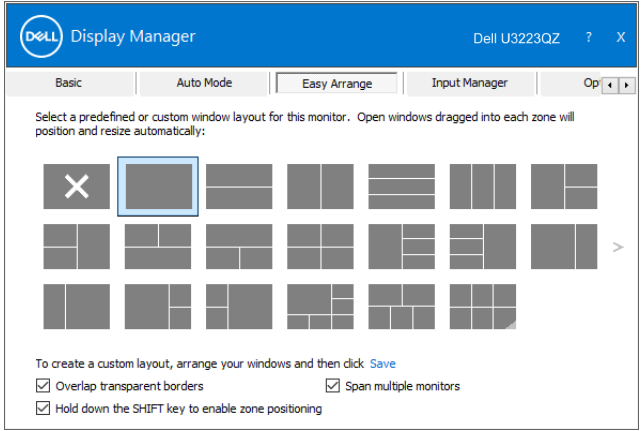 DELL Display Manager Dell U3223QZ ? X
Basic Auto Mode Easy Arrange Input Manager Op
Select a predefined or custom window layout for this monitor. Open windows dragged into each zone will
position and resize automatically:
To create a custom layout, arrange your windows and then click Save
Overlap transparent borders Span multiple monitors
Hold down the SHIFT key to enable zone positioning